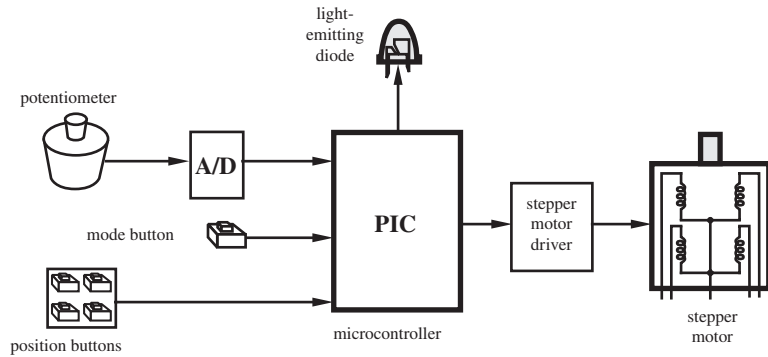 light-
emitting
diode
potentiometer
A/D
mode button
PIC
stepper
motor
driver
position buttons
microcontroller
stepper
motor